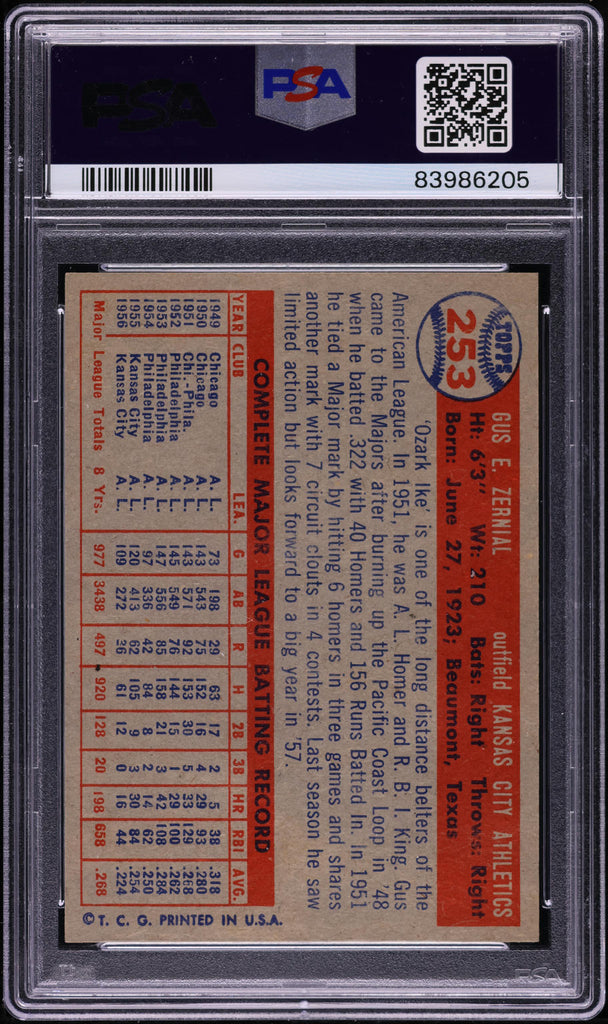 PSA
PSA
83986205
TOPPS
253
GUS E. ZERNIAL outfield KANSAS CITY ATHLETICS
Ht: 6'3" Wt: 210 Bats: Right Throws: Right
Born: June 27, 1923; Beaumont, Texas
'Ozark Ike' is one of the long distance belters of the
American League. In 1951, he was A. L. Homer and R. B. I. King. Gus
came to the Majors after burning up the Pacific Coast Loop in '48
when he batted .322 with 40 Homers and 156 Runs Batted In. In 1951
he tied a Major mark by hitting 6 homers in three games and shares
another mark with 7 circuit clouts in 4 contests. Last season he saw
limited action but looks forward to a big year in '57.
COMPLETE MAJOR LEAGUE BATTING RECORD
YEAR CLUB LEA. G AB R H 2B 3B HR RBI AVG.
1949 Chicago A. L. 73 198 29 63 17 2 5 38 .318
1950 Chicago A. L. 143 543 75 152 16 4 29 93 .280
1951 Chi.-Phila. A. L. 143 571 92 153 30 5 33 129 .268
1952 Philadelphia A. L. 145 549 76 144 15 1 29 100 .262
1953 Philadelphia A. L. 147 556 85 158 21 3 42 108 .284
1954 Philadelphia A. L. 97 336 42 84 8 2 14 62 .250
1955 Kansas City A. L. 120 413 62 105 9 3 30 84 .254
1956 Kansas City A. L. 109 272 36 61 12 0 16 44 .224
Major League Totals 8 Yrs. 977 3438 497 920 128 20 198 658 .268
© T. C. G. PRINTED IN U.S.A.
PSA